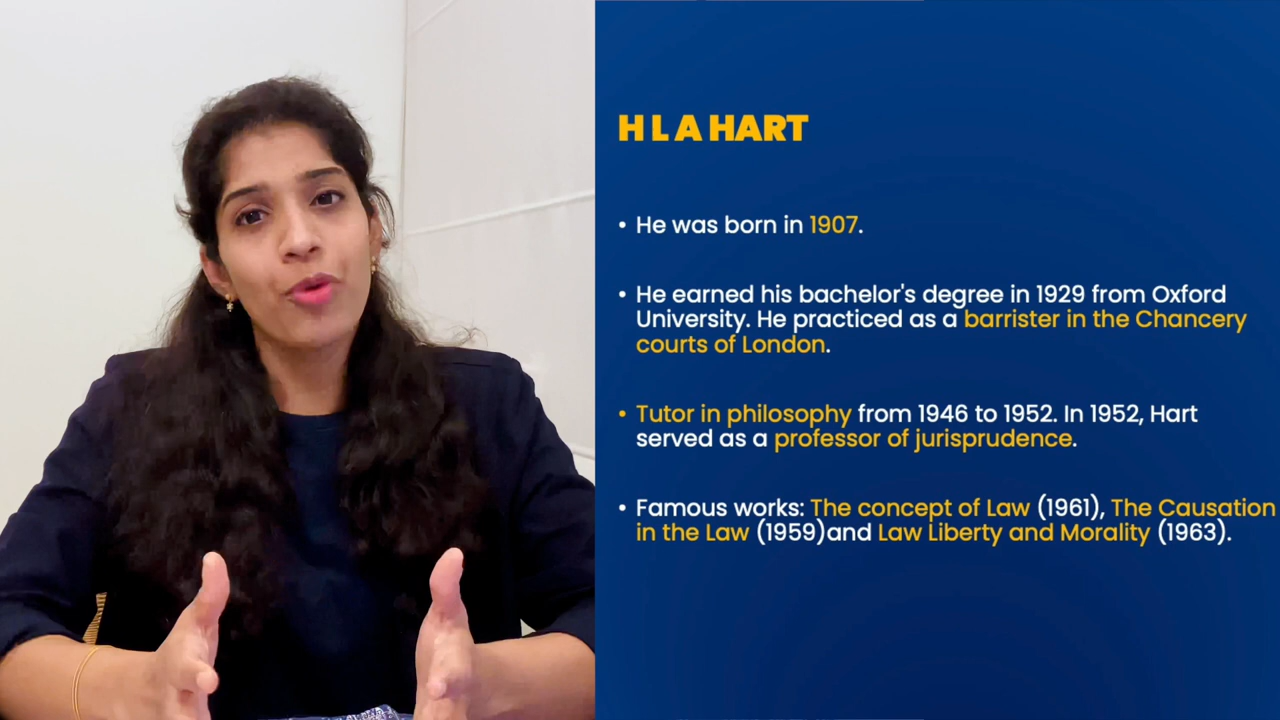 H L A HART
• He was born in 1907.
• He earned his bachelor's degree in 1929 from Oxford
University. He practiced as a barrister in the Chancery
courts of London.
• Tutor in philosophy from 1946 to 1952. In 1952, Hart
served as a professor of jurisprudence.
• Famous works: The concept of Law (1961), The Causation
in the Law (1959)and Law Liberty and Morality (1963).